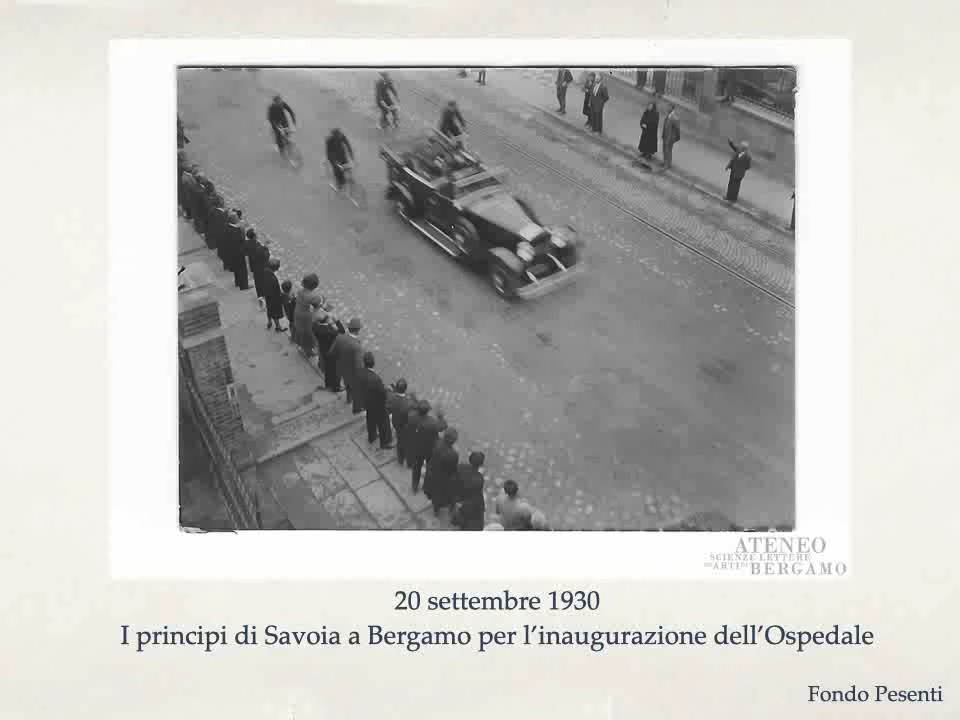 ATENEO
SCIENZE LETTERE
ED ARTI DI BERGAMO
20 settembre 1930
I principi di Savoia a Bergamo per l'inaugurazione dell'Ospedale
Fondo Pesenti